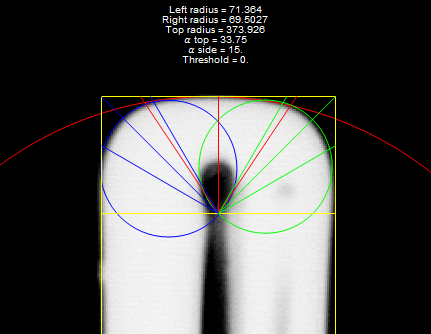 Left radius = 71.364
Right radius = 69.5027
Top radius = 373.926
α top = 33.75
α side = 15.
Threshold = 0.